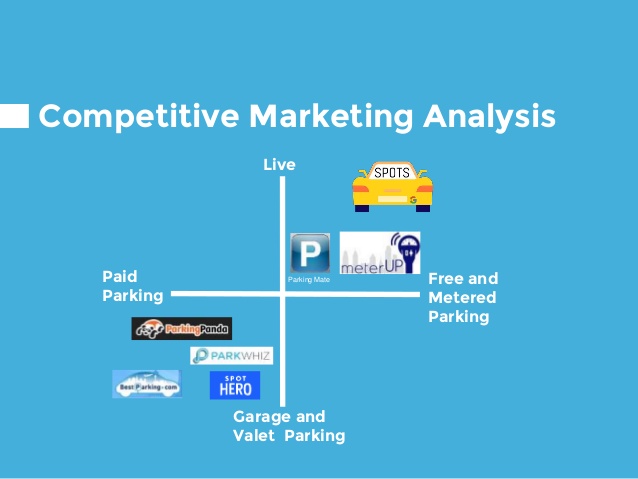 Competitive Marketing Analysis
Live
SPOTS
P
meterUP
Parking Mate
Paid
Parking
Free and
Metered
Parking
ParkingPanda
PARKWHIZ
BestParking.com
SPOT
HERO
Garage and
Valet Parking